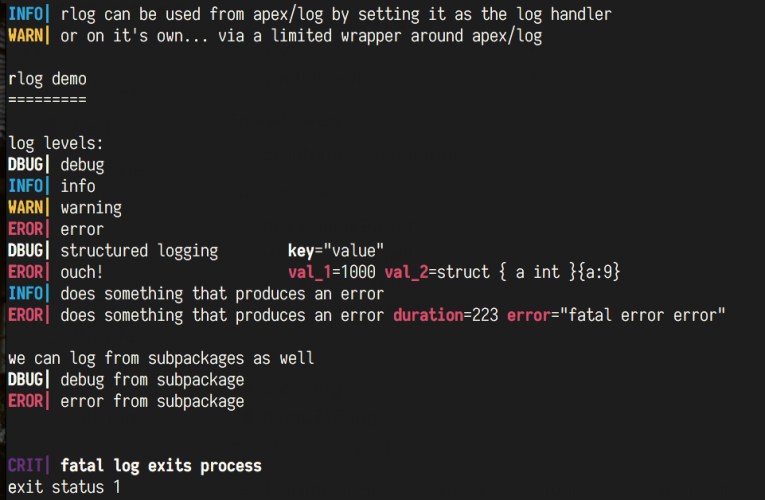 INFO| rlog can be used from apex/log by setting it as the log handler
WARN| or on it's own... via a limited wrapper around apex/log
rlog demo
=========
log levels:
DBUG| debug
INFO| info
WARN| warning
EROR| error
DBUG| structured logging        key="value"
EROR| ouch!                     val_1=1000 val_2=struct { a int }{a:9}
INFO| does something that produces an error
EROR| does something that produces an error duration=223 error="fatal error error"
we can log from subpackages as well
DBUG| debug from subpackage
EROR| error from subpackage
CRIT| fatal log exits process
exit status 1